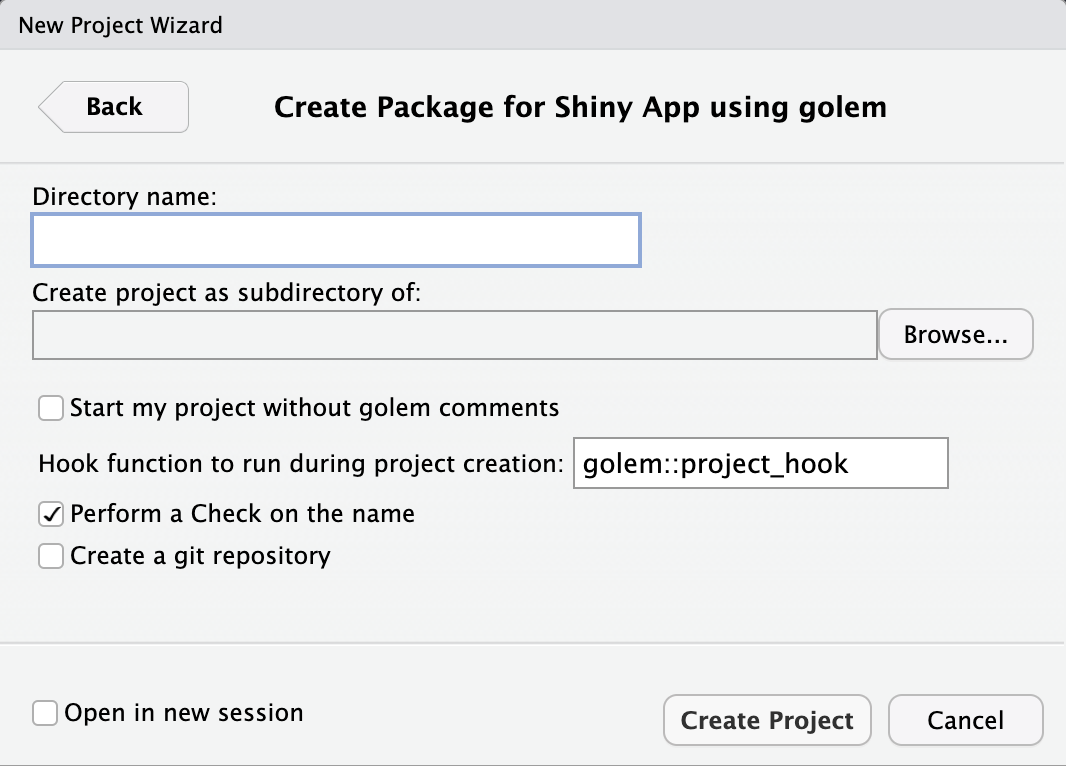 New Project Wizard
Back
Create Package for Shiny App using golem
Directory name:
Create project as subdirectory of:
Browse...
Start my project without golem comments
Hook function to run during project creation: golem::project_hook
Perform a Check on the name
Create a git repository
Open in new session
Create Project
Cancel